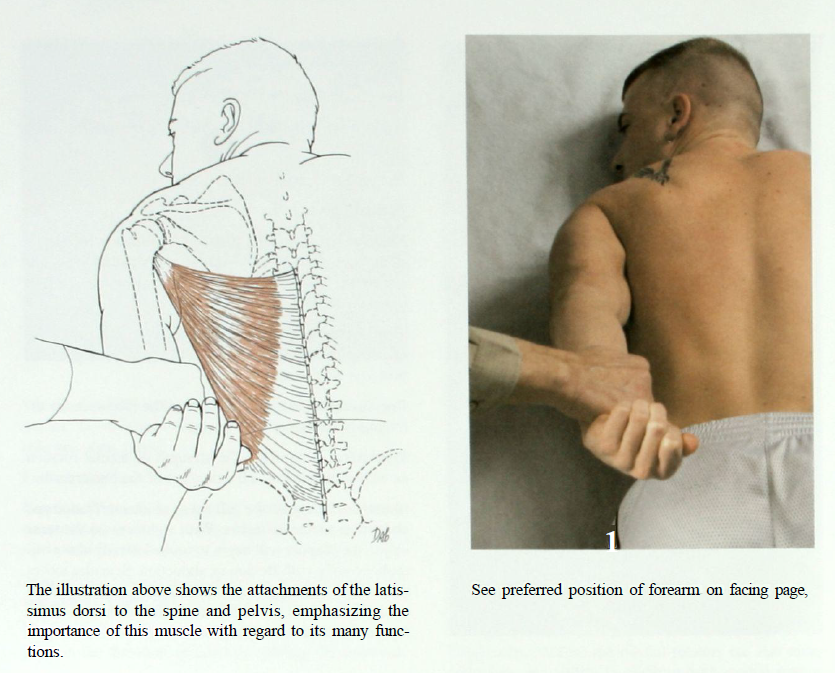 The illustration above shows the attachments of the latis-
simus dorsi to the spine and pelvis, emphasizing the
importance of this muscle with regard to its many func-
tions.
See preferred position of forearm on facing page,
1